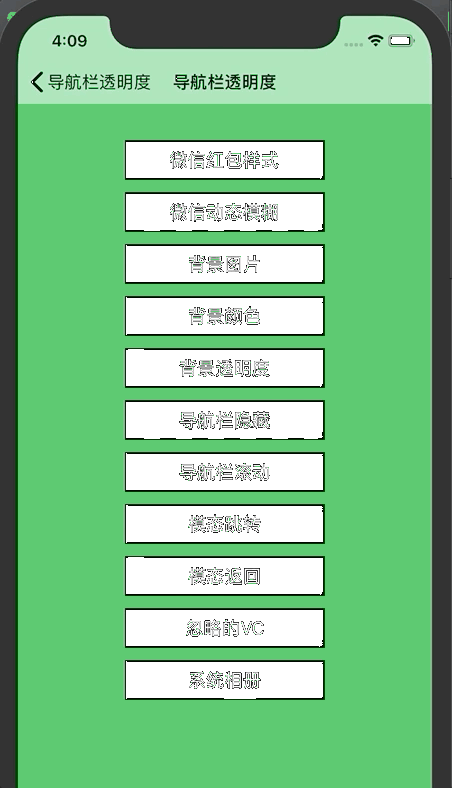 4:09
导航栏透明度 导航栏透明度
微信红包样式
微信动态模糊
背景图片
背景颜色
背景透明度
导航栏隐藏
导航栏滚动
模态跳转
模态返回
忽略的VC
系统相册